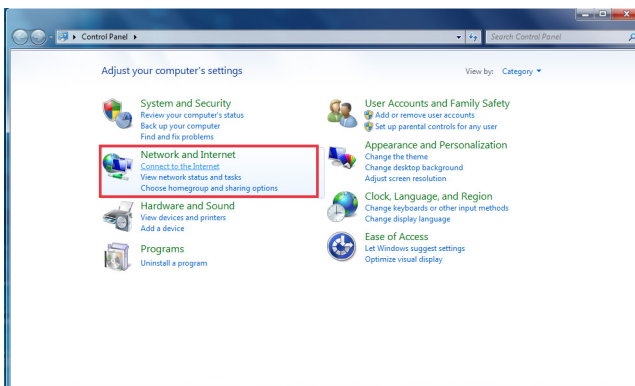 Control Panel
Search Control Panel
Adjust your computer's settings
View by: Category
System and Security
Review your computer's status
Back up your computer
Find and fix problems
Network and Internet
Connect to the Internet
View network status and tasks
Choose homegroup and sharing options
Hardware and Sound
View devices and printers
Add a device
Programs
Uninstall a program
User Accounts and Family Safety
Add or remove user accounts
Set up parental controls for any user
Appearance and Personalization
Change the theme
Change desktop background
Adjust screen resolution
Clock, Language, and Region
Change keyboards or other input methods
Change display language
Ease of Access
Let Windows suggest settings
Optimize visual display